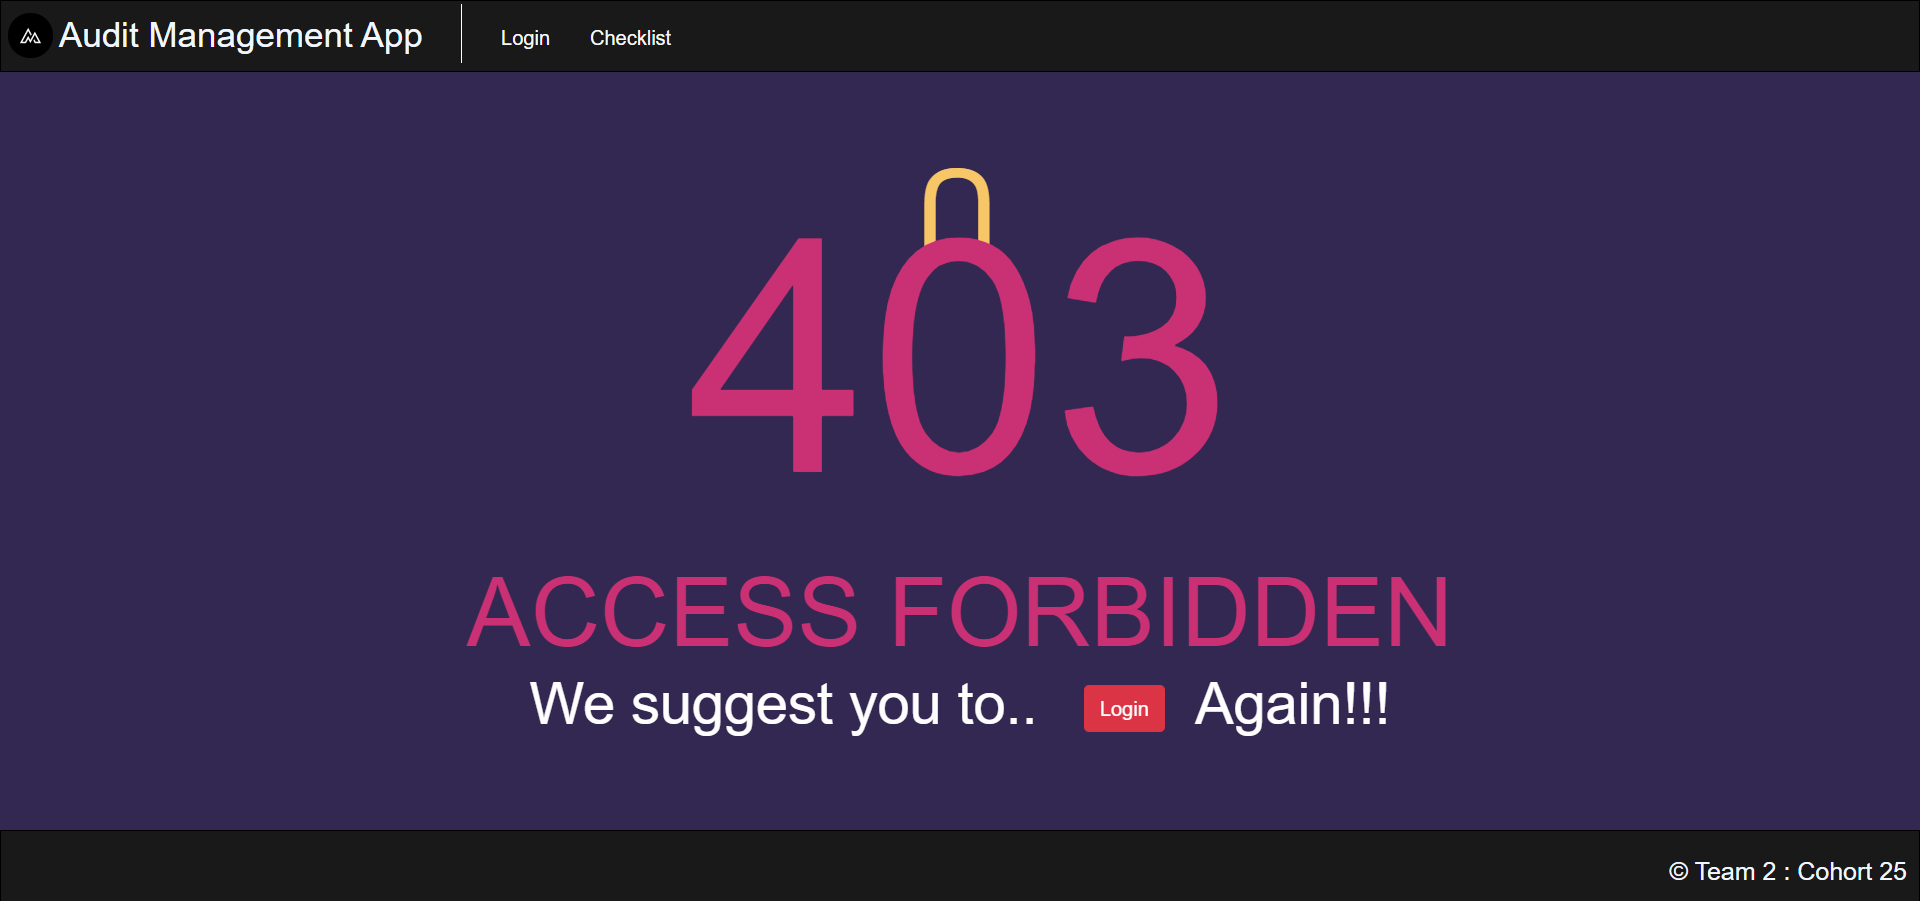 Audit Management App Login Checklist
403
ACCESS FORBIDDEN
We suggest you to.. Login Again!!!
© Team 2 : Cohort 25